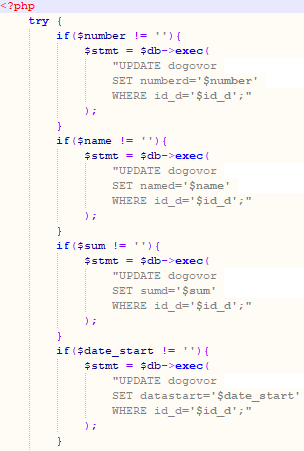 <?php
try {
if($number != ''){
$stmt = $db->exec(
"UPDATE dogovor
SET numberd='$number'
WHERE id_d='$id_d';"
);
}
if($name != ''){
$stmt = $db->exec(
"UPDATE dogovor
SET named='$name'
WHERE id_d='$id_d';"
);
}
if($sum != ''){
$stmt = $db->exec(
"UPDATE dogovor
SET sumd='$sum'
WHERE id_d='$id_d';"
);
}
if($date_start != ''){
$stmt = $db->exec(
"UPDATE dogovor
SET datastart='$date_start'
WHERE id_d='$id_d';"
);
}